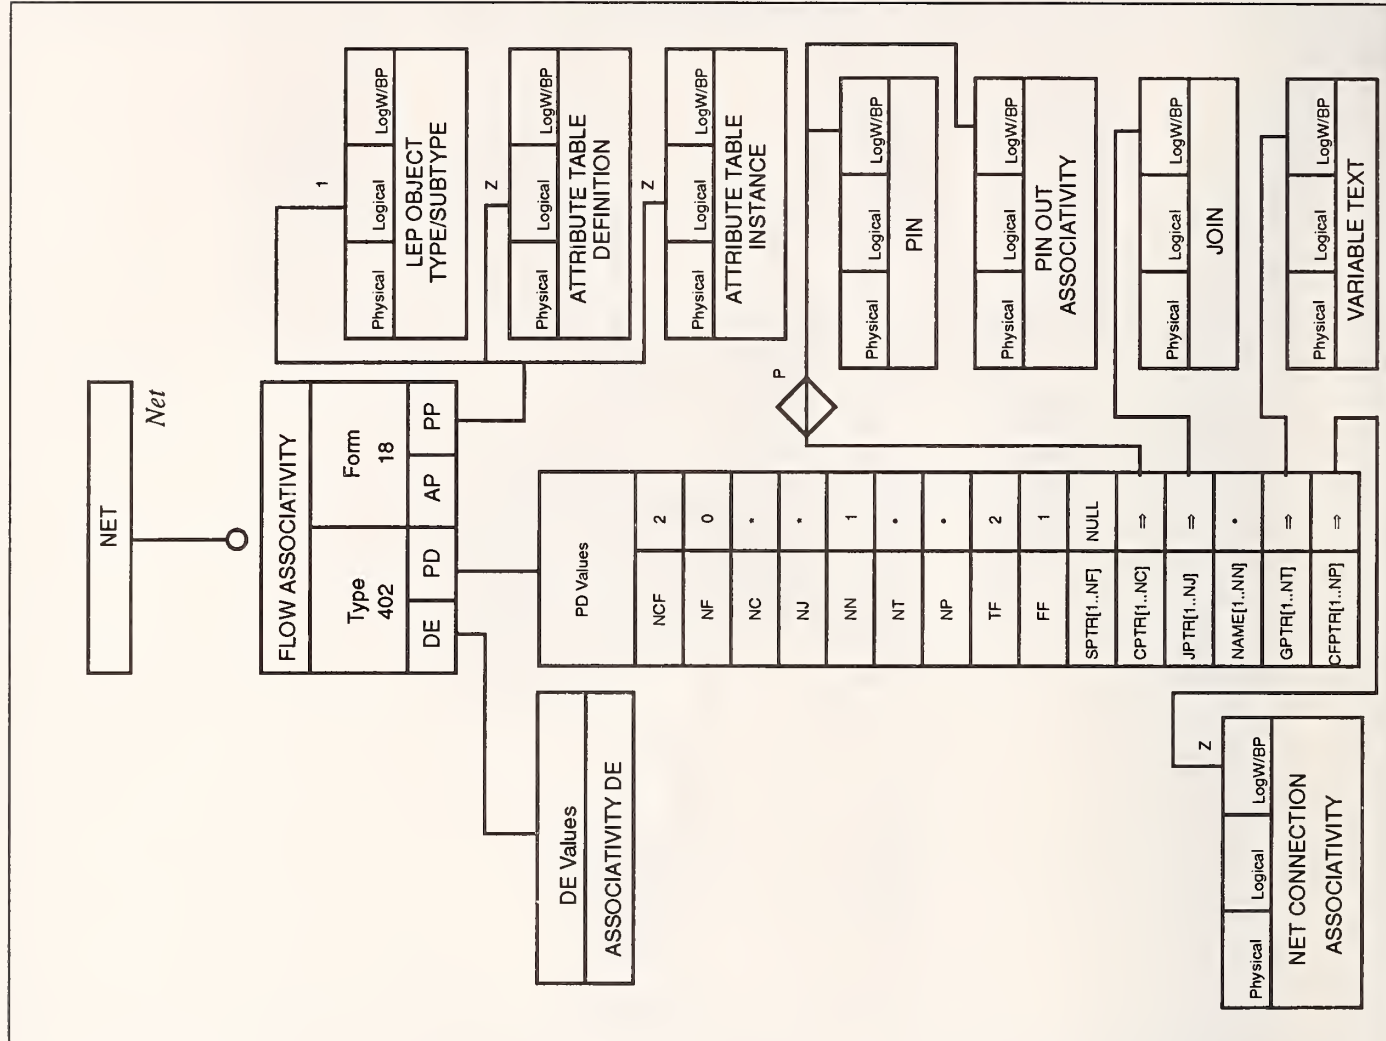 NET
Net
FLOW ASSOCIATIVITY
Type
402
Form
18
DE
PD
AP
PP
1
Physical
Logical
LogW/BP
LEP OBJECT
TYPE/SUBTYPE
Z
Physical
Logical
LogW/BP
ATTRIBUTE TABLE
DEFINITION
Z
Physical
Logical
LogW/BP
ATTRIBUTE TABLE
INSTANCE
DE Values
ASSOCIATIVITY DE
PD Values
NCF 2
NF 0
NC *
NJ *
NN 1
NT •
NP •
TF 2
FF 1
SPTR[1..NF] NULL
CPTR[1..NC] ⇒
JPTR[1..NJ] ⇒
NAME[1..NN] •
GPTR[1..NT] ⇒
CFPTR[1..NP] ⇒
P
Physical
Logical
LogW/BP
PIN
Physical
Logical
LogW/BP
PIN OUT
ASSOCIATIVITY
Physical
Logical
LogW/BP
JOIN
Physical
Logical
LogW/BP
VARIABLE TEXT
Z
Physical
Logical
LogW/BP
NET CONNECTION
ASSOCIATIVITY